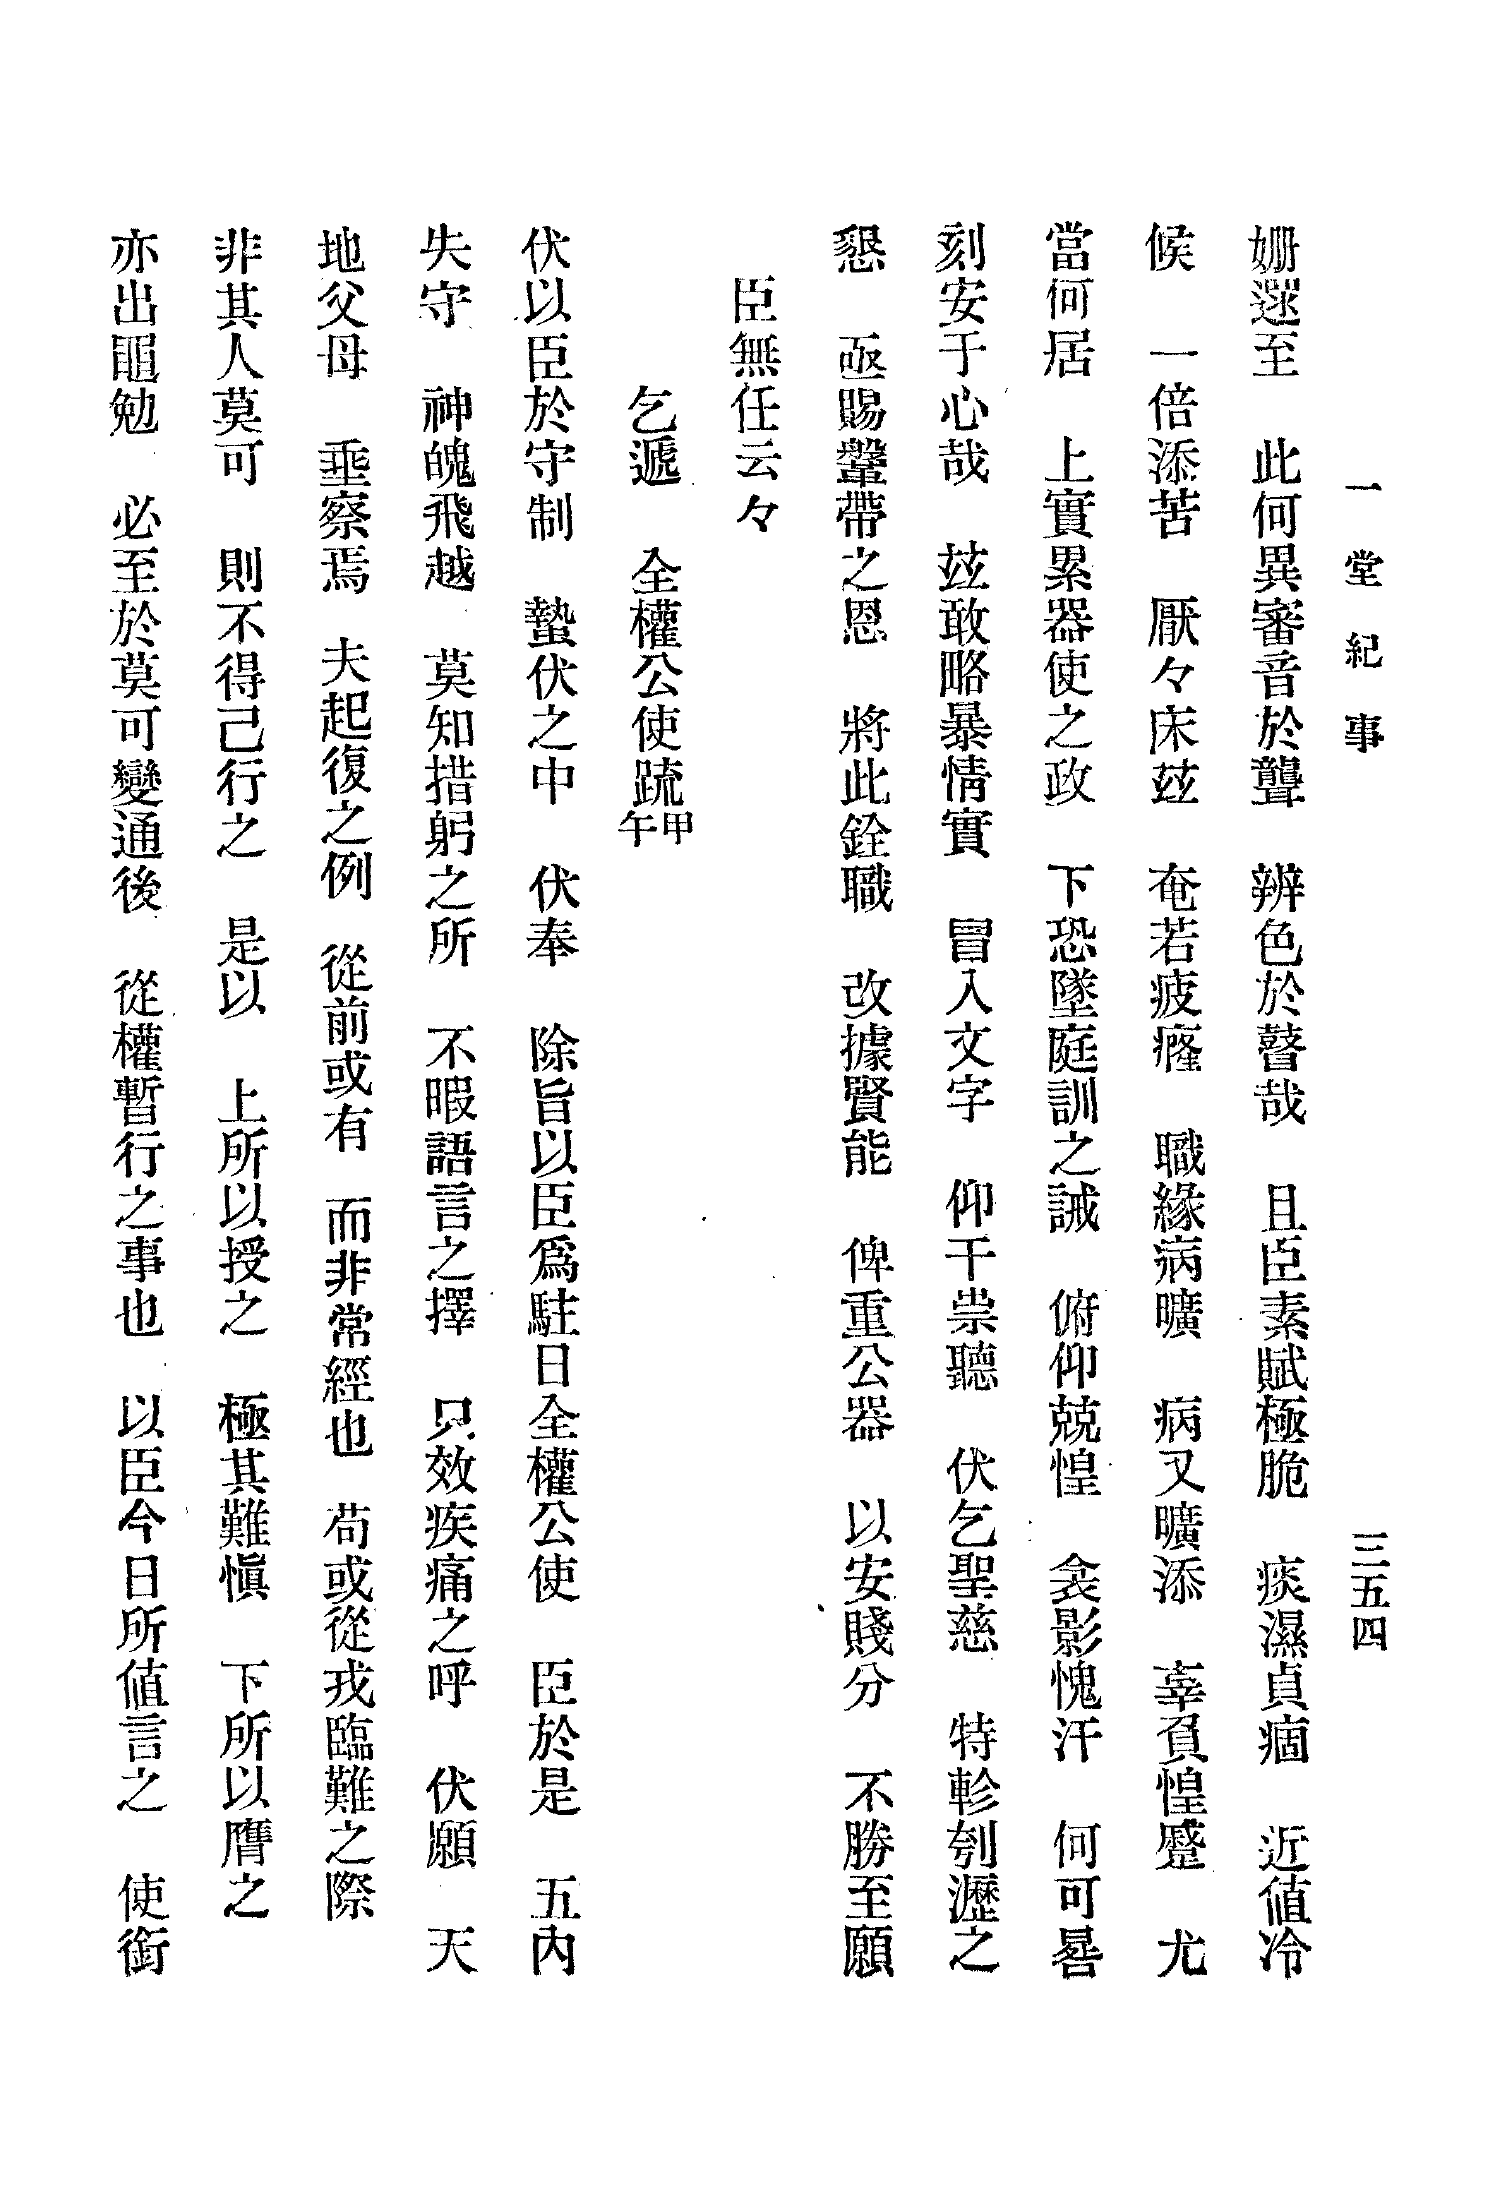 一堂紀事 三五四
姍遝至 此何異審音於聾 辨色於瞽哉 且臣素賦極脆 痰濕貞痼 近値冷
候 一倍添苦 厭々床玆 奄若疲癃 職緣病曠 病又曠添 辜負惶蹙 尤
當何居 上實累器使之政 下恐墜庭訓之誡 俯仰兢惶 衾影愧汗 何可晷
刻安于心哉 玆敢略暴情實 冒入文字 仰干崇聽 伏乞聖慈 特軫刳瀝之
懇 亟賜鞶帶之恩 將此銓職 改據賢能 俾重公器 以安賤分 不勝至願
臣無任云々
乞遞 全權公使疏甲午
伏以臣於守制 蟄伏之中 伏奉 除旨以臣爲駐日全權公使 臣於是 五內
失守 神魄飛越 莫知措躬之所 不暇語言之擇 只效疾痛之呼 伏願 天
地父母 垂察焉 夫起復之例 從前或有 而非常經也 苟或從戎臨難之際
非其人莫可 則不得已行之 是以 上所以授之 極其難愼 下所以膺之
亦出黽勉 必至於莫可變通後 從權暫行之事也 以臣今日所値言之 使銜